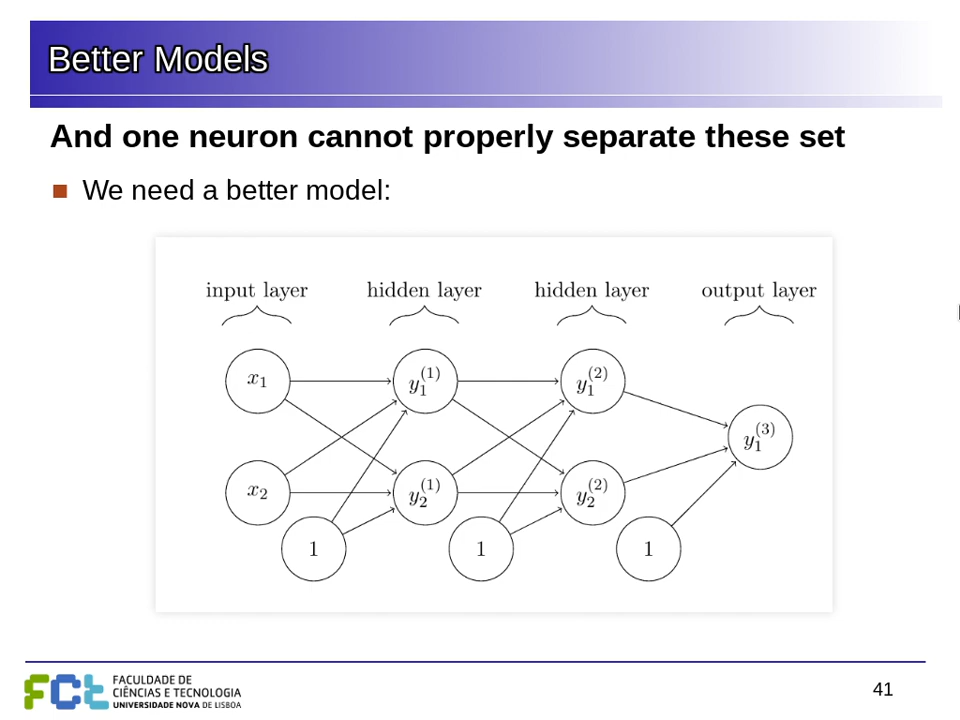 Better Models
And one neuron cannot properly separate these set
We need a better model:
input layer hidden layer hidden layer output layer
x₁ y₁⁽¹⁾ y₁⁽²⁾
y₁⁽³⁾
x₂ y₂⁽¹⁾ y₂⁽²⁾
1 1 1
FCt FACULDADE DE
CIÊNCIAS E TECNOLOGIA
UNIVERSIDADE NOVA DE LISBOA
41